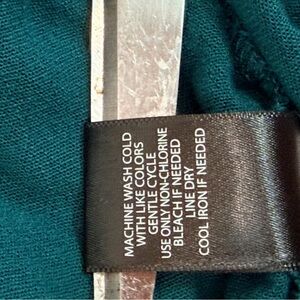 MACHINE WASH COLD
WITH LIKE COLORS
GENTLE CYCLE
USE ONLY NON-CHLORINE
BLEACH IF NEEDED
LINE DRY
COOL IRON IF NEEDED